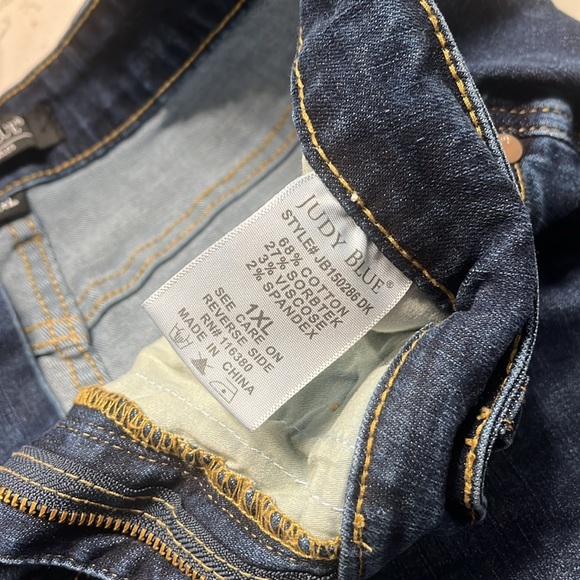 JUDY BLUE®
STYLE#JB150286 DK
68% COTTON
27% SORBTEK
3% VISCOSE
2% SPANDEX
1XL
SEE CARE ON
REVERSE SIDE
RN# 116380
MADE IN CHINA